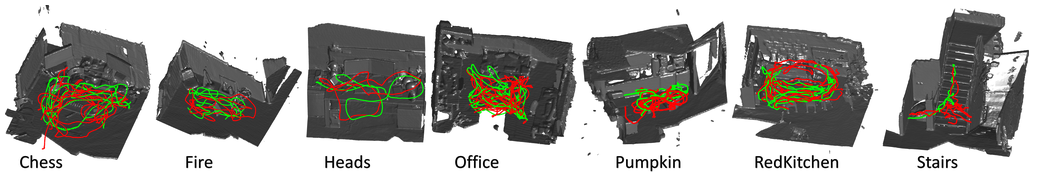 Chess
Fire
Heads
Office
Pumpkin
RedKitchen
Stairs